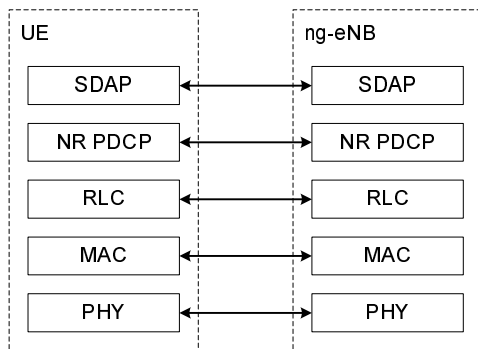 UE ng-eNB
SDAP SDAP
NR PDCP NR PDCP
RLC RLC
MAC MAC
PHY PHY